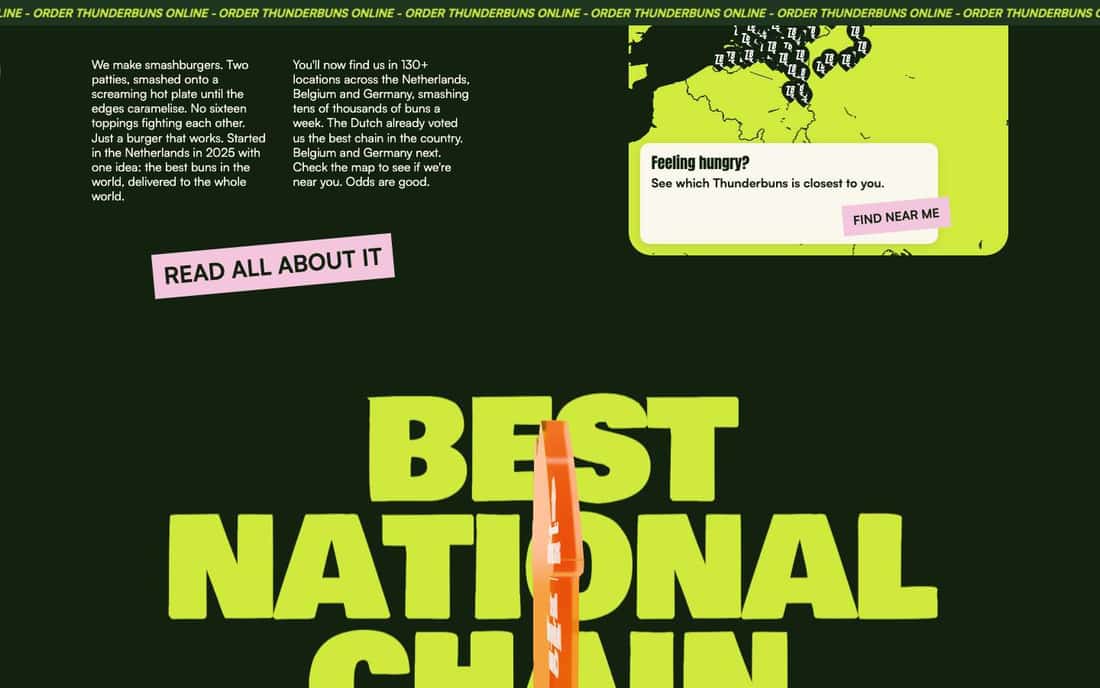 LINE - ORDER THUNDERBUNS ONLINE - ORDER THUNDERBUNS ONLINE - ORDER THUNDERBUNS ONLINE - ORDER THUNDERBUNS ONLINE - ORDER THUNDERBUNS ONLINE - ORDER THUNDERBUNS
We make smashburgers. Two
patties, smashed onto a
screaming hot plate until the
edges caramelise. No sixteen
toppings fighting each other.
Just a burger that works. Started
in the Netherlands in 2025 with
one idea: the best buns in the
world, delivered to the whole
world.
You'll now find us in 130+
locations across the Netherlands,
Belgium and Germany, smashing
tens of thousands of buns a
week. The Dutch already voted
us the best chain in the country.
Belgium and Germany next.
Check the map to see if we're
near you. Odds are good.
READ ALL ABOUT IT
Feeling hungry?
See which Thunderbuns is closest to you.
FIND NEAR ME
BEST
NATIONAL
CHAIN